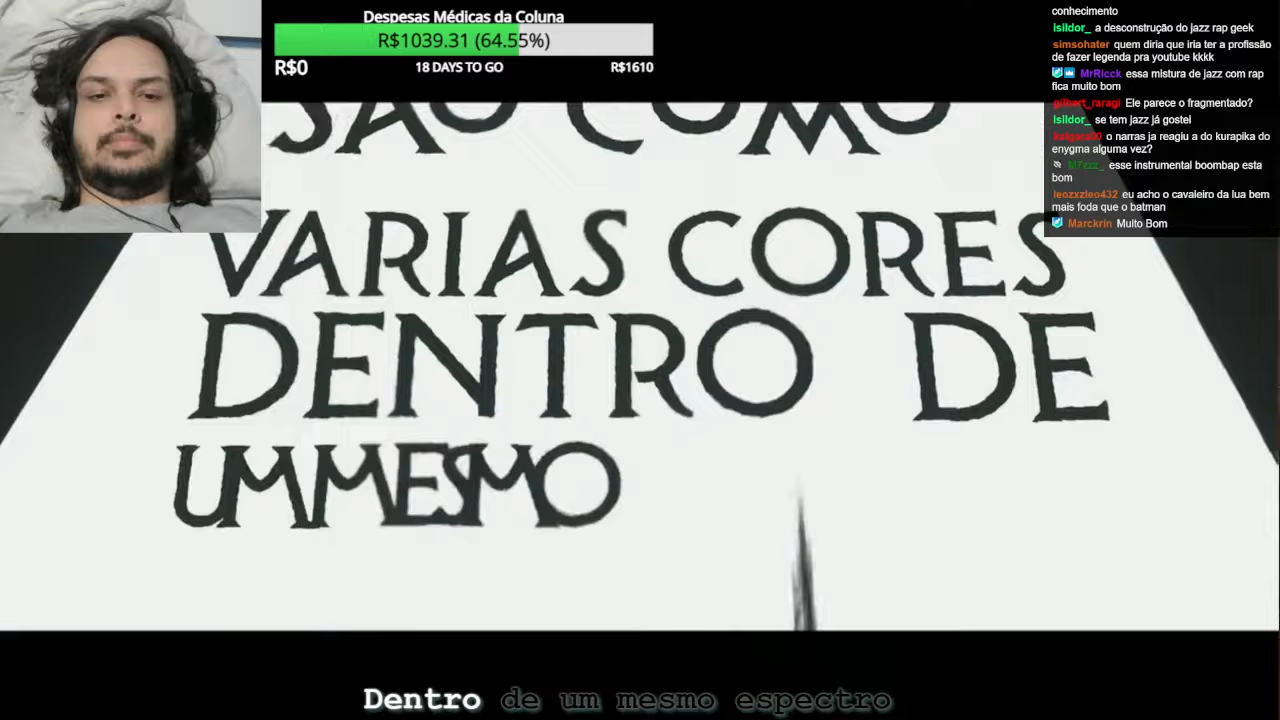 Despesas Médicas da Coluna
R$1039.31 (64.55%)
R$0 18 DAYS TO GO R$1610
conhecimento
Isildor_ a desconstrução do jazz rap geek
simsohater quem diria que iria ter a profissão
de fazer legenda pra youtube kkkk
MrRicck essa mistura de jazz com rap
fica muito bom
gilbert_raragi Ele parece o fragmentado?
Isildor_ se tem jazz já gostei
o narras ja reagiu a do kurapika do
enygma alguma vez?
M7zzz_ esse instrumental boombap esta
bom
leozxzleo432 eu acho o cavaleiro da lua bem
mais foda que o batman
Marckrin Muito Bom
SÃO COMO
VARIAS CORES
DENTRO DE
UM MESMO
Dentro de um mesmo espectro